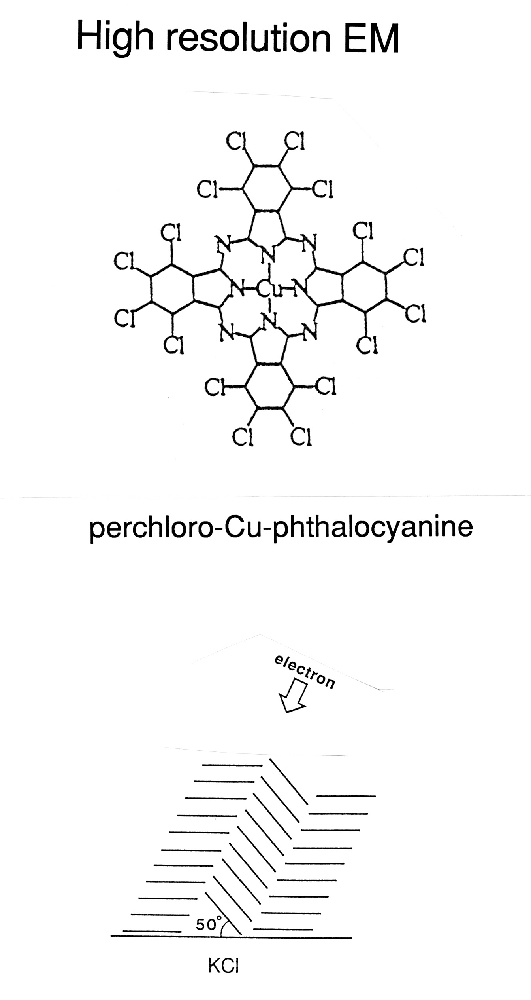 High resolution EM
Cl Cl
Cl Cl
Cl Cl
N N
N
Cl Cl
N Cu N
N
Cl Cl
N N
Cl Cl
Cl Cl
Cl Cl
perchloro-Cu-phthalocyanine
electron
50°
KCl